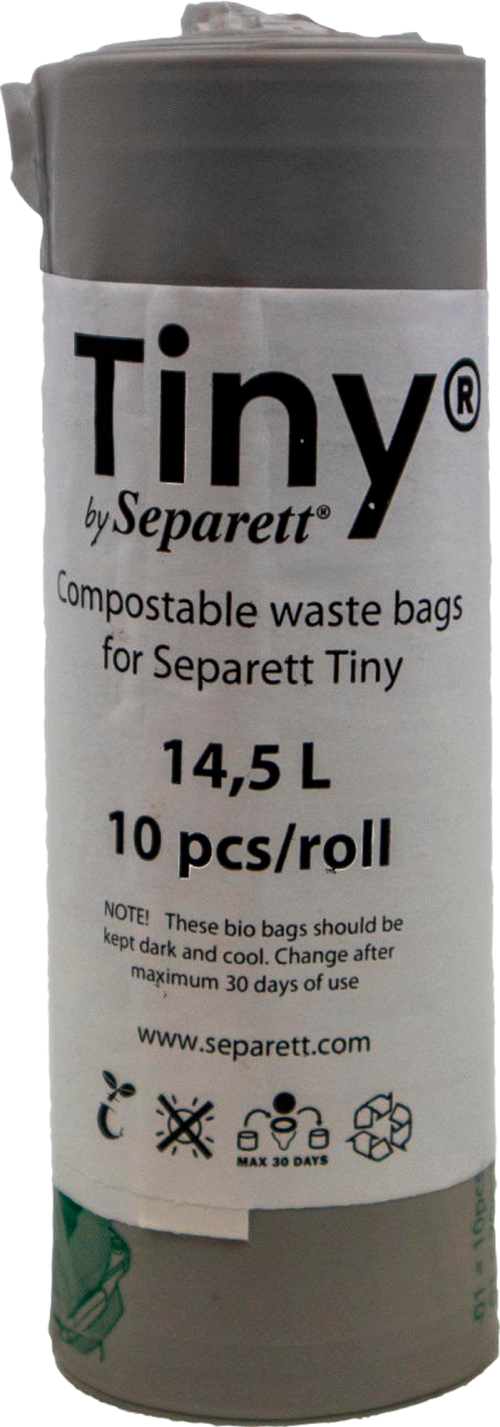 Tiny®
by Separett®
Compostable waste bags
for Separett Tiny
14,5 L
10 pcs/roll
NOTE! These bio bags should be
kept dark and cool. Change after
maximum 30 days of use
www.separett.com
MAX 30 DAYS